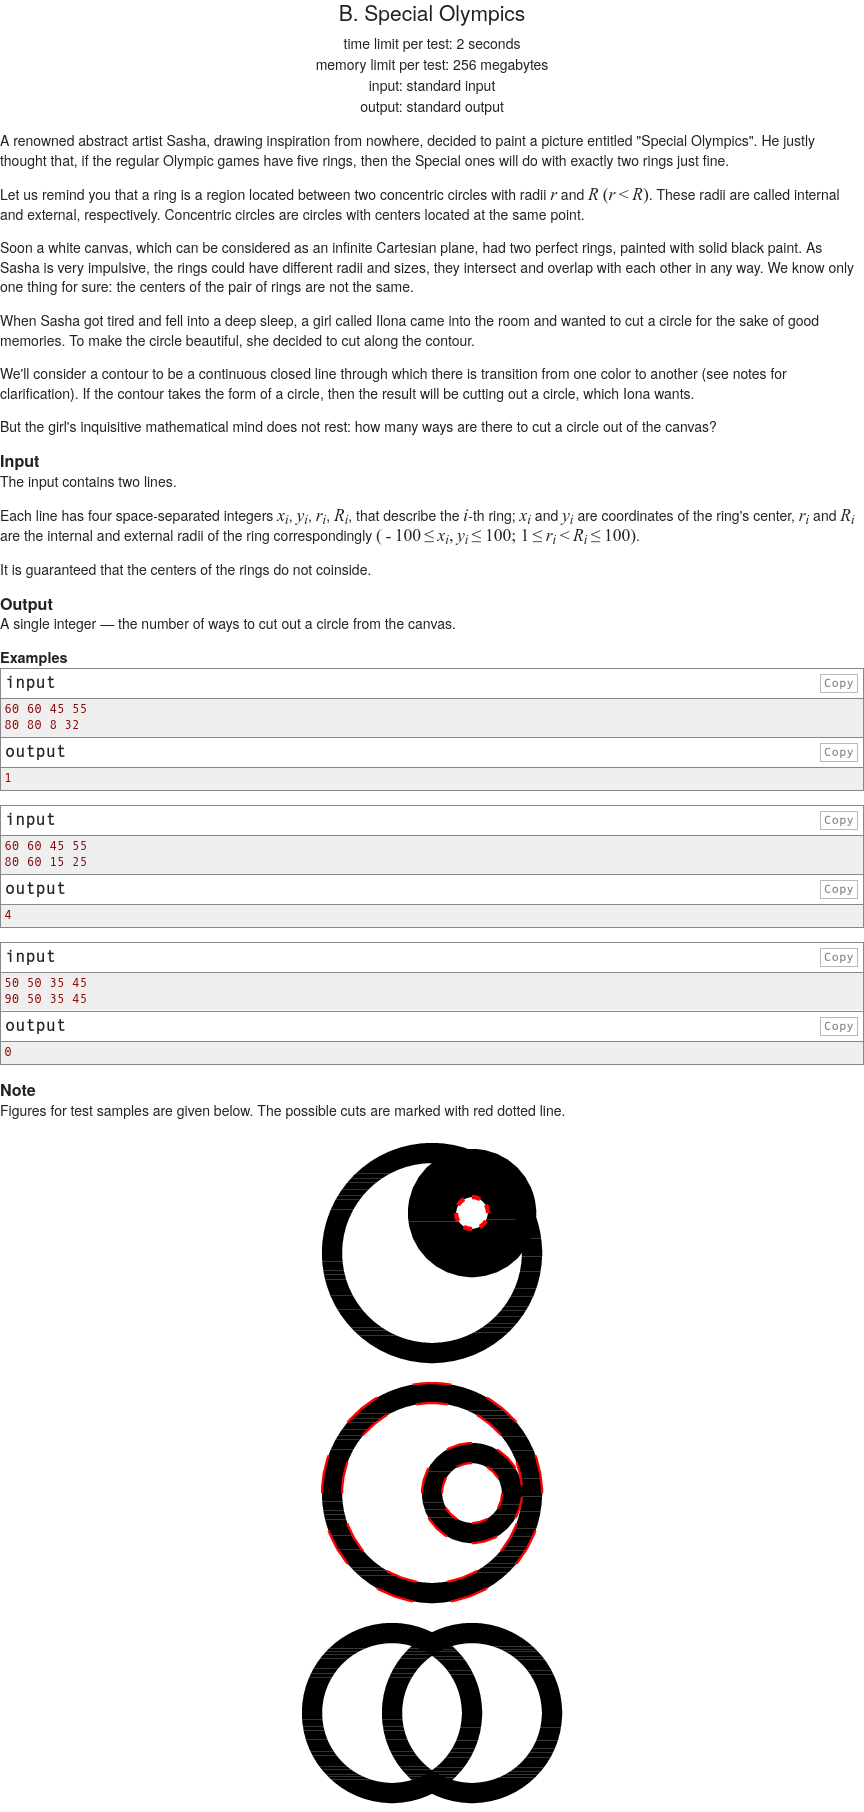 B. Special Olympics
time limit per test: 2 seconds
memory limit per test: 256 megabytes
input: standard input
output: standard output
A renowned abstract artist Sasha, drawing inspiration from nowhere, decided to paint a picture entitled "Special Olympics". He justly
thought that, if the regular Olympic games have five rings, then the Special ones will do with exactly two rings just fine.
Let us remind you that a ring is a region located between two concentric circles with radii r and R (r < R). These radii are called internal
and external, respectively. Concentric circles are circles with centers located at the same point.
Soon a white canvas, which can be considered as an infinite Cartesian plane, had two perfect rings, painted with solid black paint. As
Sasha is very impulsive, the rings could have different radii and sizes, they intersect and overlap with each other in any way. We know only
one thing for sure: the centers of the pair of rings are not the same.
When Sasha got tired and fell into a deep sleep, a girl called Ilona came into the room and wanted to cut a circle for the sake of good
memories. To make the circle beautiful, she decided to cut along the contour.
We'll consider a contour to be a continuous closed line through which there is transition from one color to another (see notes for
clarification). If the contour takes the form of a circle, then the result will be cutting out a circle, which Iona wants.
But the girl's inquisitive mathematical mind does not rest: how many ways are there to cut a circle out of the canvas?
Input
The input contains two lines.
Each line has four space-separated integers xi, yi, ri, Ri, that describe the i-th ring; xi and yi are coordinates of the ring's center, ri and Ri
are the internal and external radii of the ring correspondingly ( - 100 ≤ xi, yi ≤ 100; 1 ≤ ri < Ri ≤ 100).
It is guaranteed that the centers of the rings do not coinside.
Output
A single integer — the number of ways to cut out a circle from the canvas.
Examples
input Copy
60 60 45 55
80 80 8 32
output Copy
1
input Copy
60 60 45 55
80 60 15 25
output Copy
4
input Copy
50 50 35 45
90 50 35 45
output Copy
0
Note
Figures for test samples are given below. The possible cuts are marked with red dotted line.